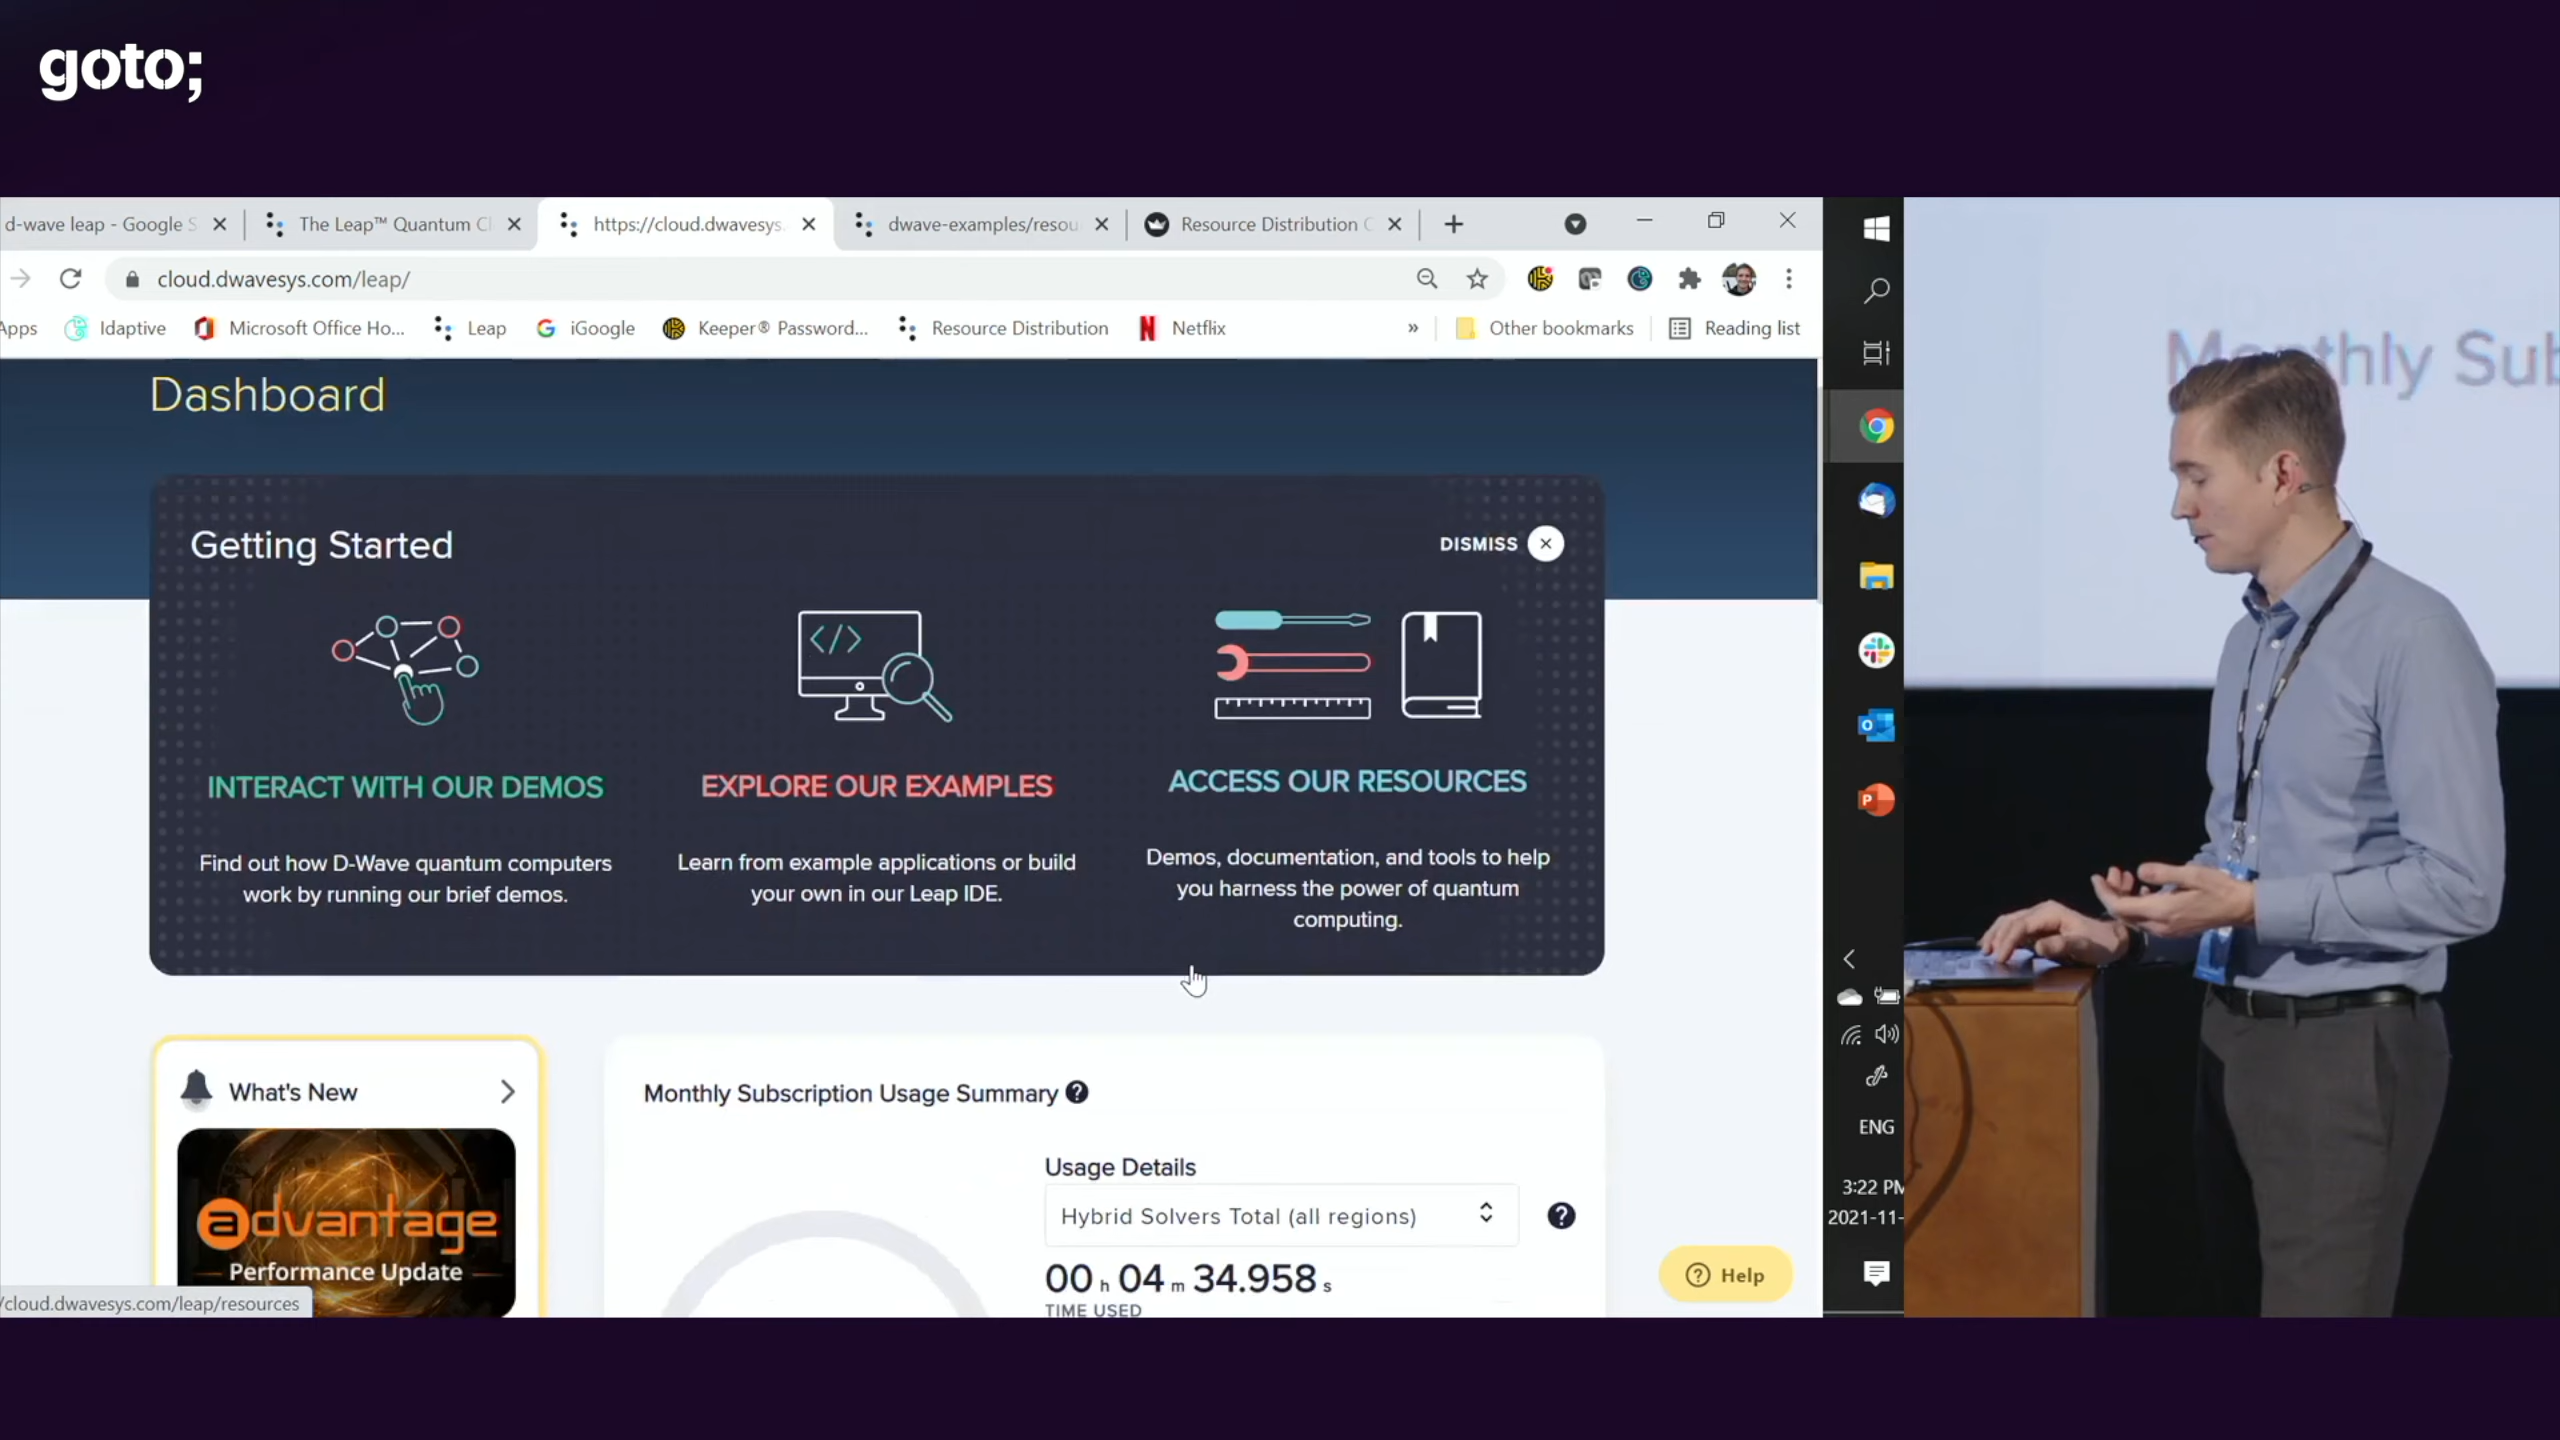 goto;
d-wave leap - Google S
The Leap™ Quantum Cl
https://cloud.dwavesys.
dwave-examples/resou
Resource Distribution C
cloud.dwavesys.com/leap/
Apps
Idaptive
Microsoft Office Ho...
Leap
iGoogle
Keeper® Password...
Resource Distribution
Netflix
»
Other bookmarks
Reading list
Dashboard
Getting Started
DISMISS
INTERACT WITH OUR DEMOS
Find out how D-Wave quantum computers
work by running our brief demos.
EXPLORE OUR EXAMPLES
Learn from example applications or build
your own in our Leap IDE.
ACCESS OUR RESOURCES
Demos, documentation, and tools to help
you harness the power of quantum
computing.
What's New
advantage
Performance Update
Monthly Subscription Usage Summary ?
Usage Details
Hybrid Solvers Total (all regions)
?
00 h 04 m 34.958 s
TIME USED
? Help
/cloud.dwavesys.com/leap/resources
ENG
3:22 PM
2021-11-
Monthly Sub